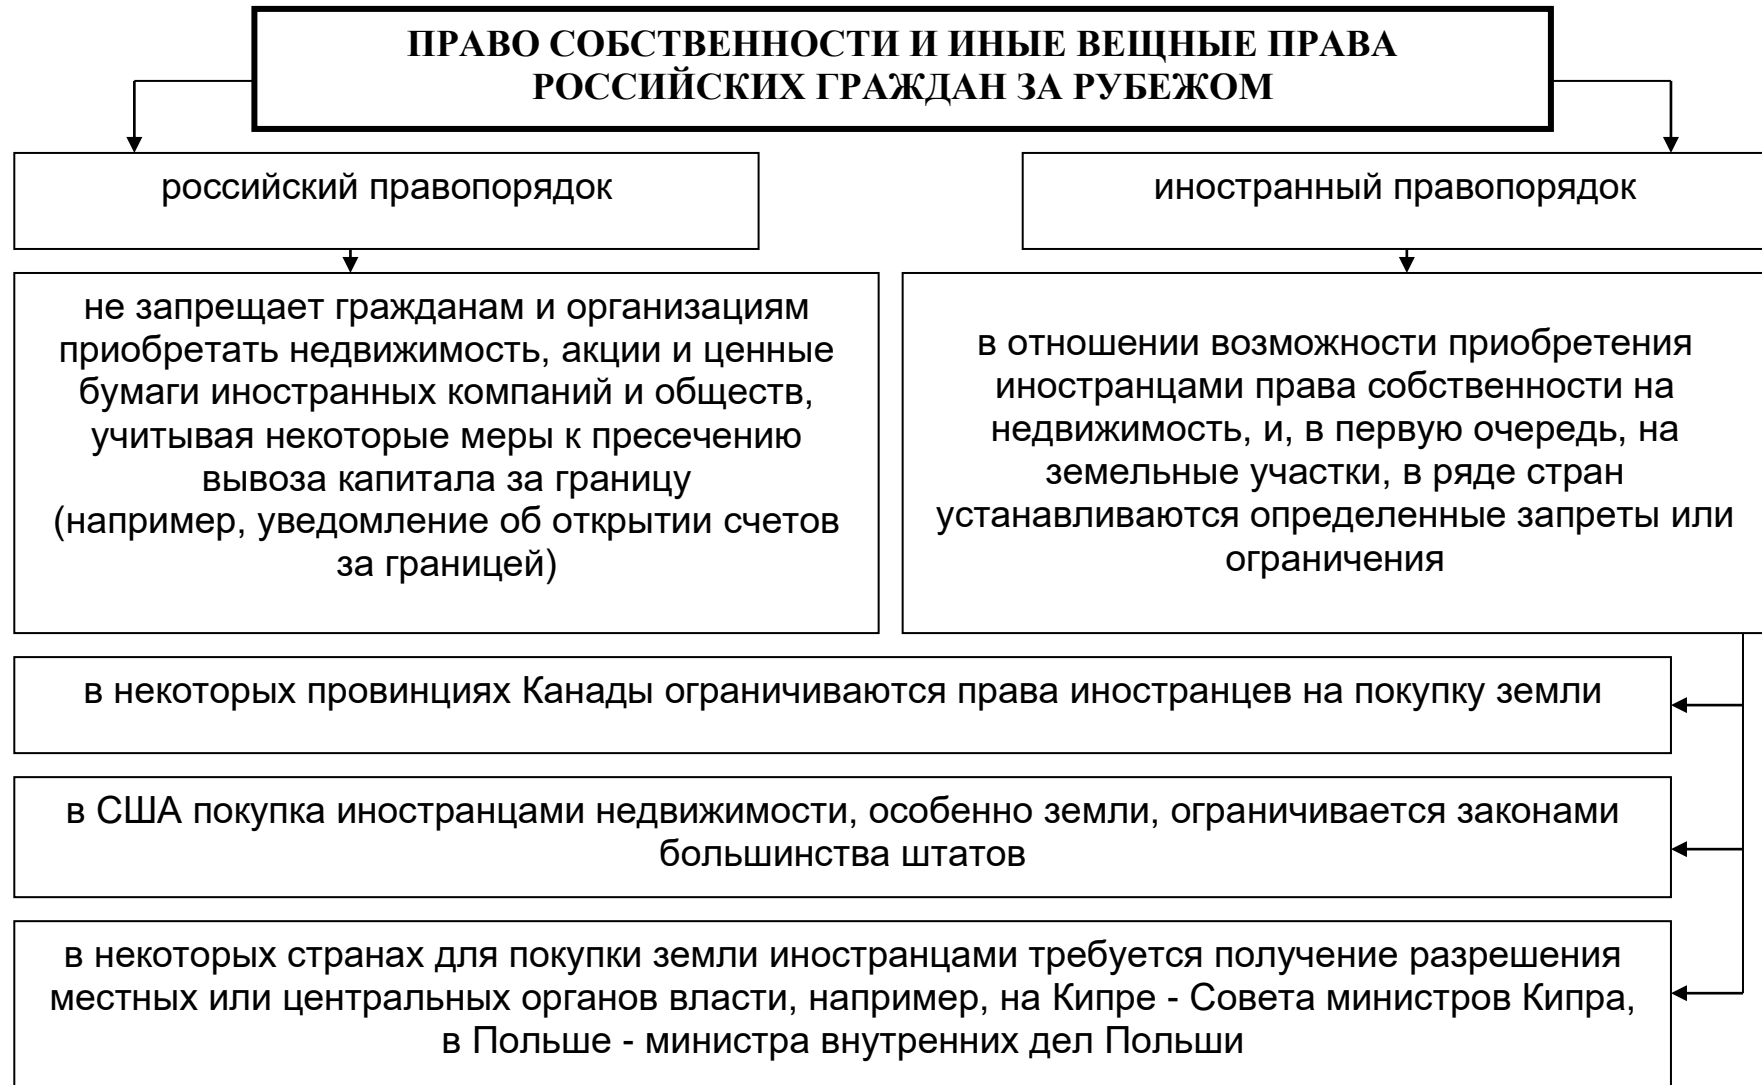 ПРАВО СОБСТВЕННОСТИ И ИНЫЕ ВЕЩНЫЕ ПРАВА
РОССИЙСКИХ ГРАЖДАН ЗА РУБЕЖОМ
российский правопорядок
иностранный правопорядок
не запрещает гражданам и организациям
приобретать недвижимость, акции и ценные
бумаги иностранных компаний и обществ,
учитывая некоторые меры к пресечению
вывоза капитала за границу
(например, уведомление об открытии счетов
за границей)
в отношении возможности приобретения
иностранцами права собственности на
недвижимость, и, в первую очередь, на
земельные участки, в ряде стран
устанавливаются определенные запреты или
ограничения
в некоторых провинциях Канады ограничиваются права иностранцев на покупку земли
в США покупка иностранцами недвижимости, особенно земли, ограничивается законами
большинства штатов
в некоторых странах для покупки земли иностранцами требуется получение разрешения
местных или центральных органов власти, например, на Кипре - Совета министров Кипра,
в Польше - министра внутренних дел Польши